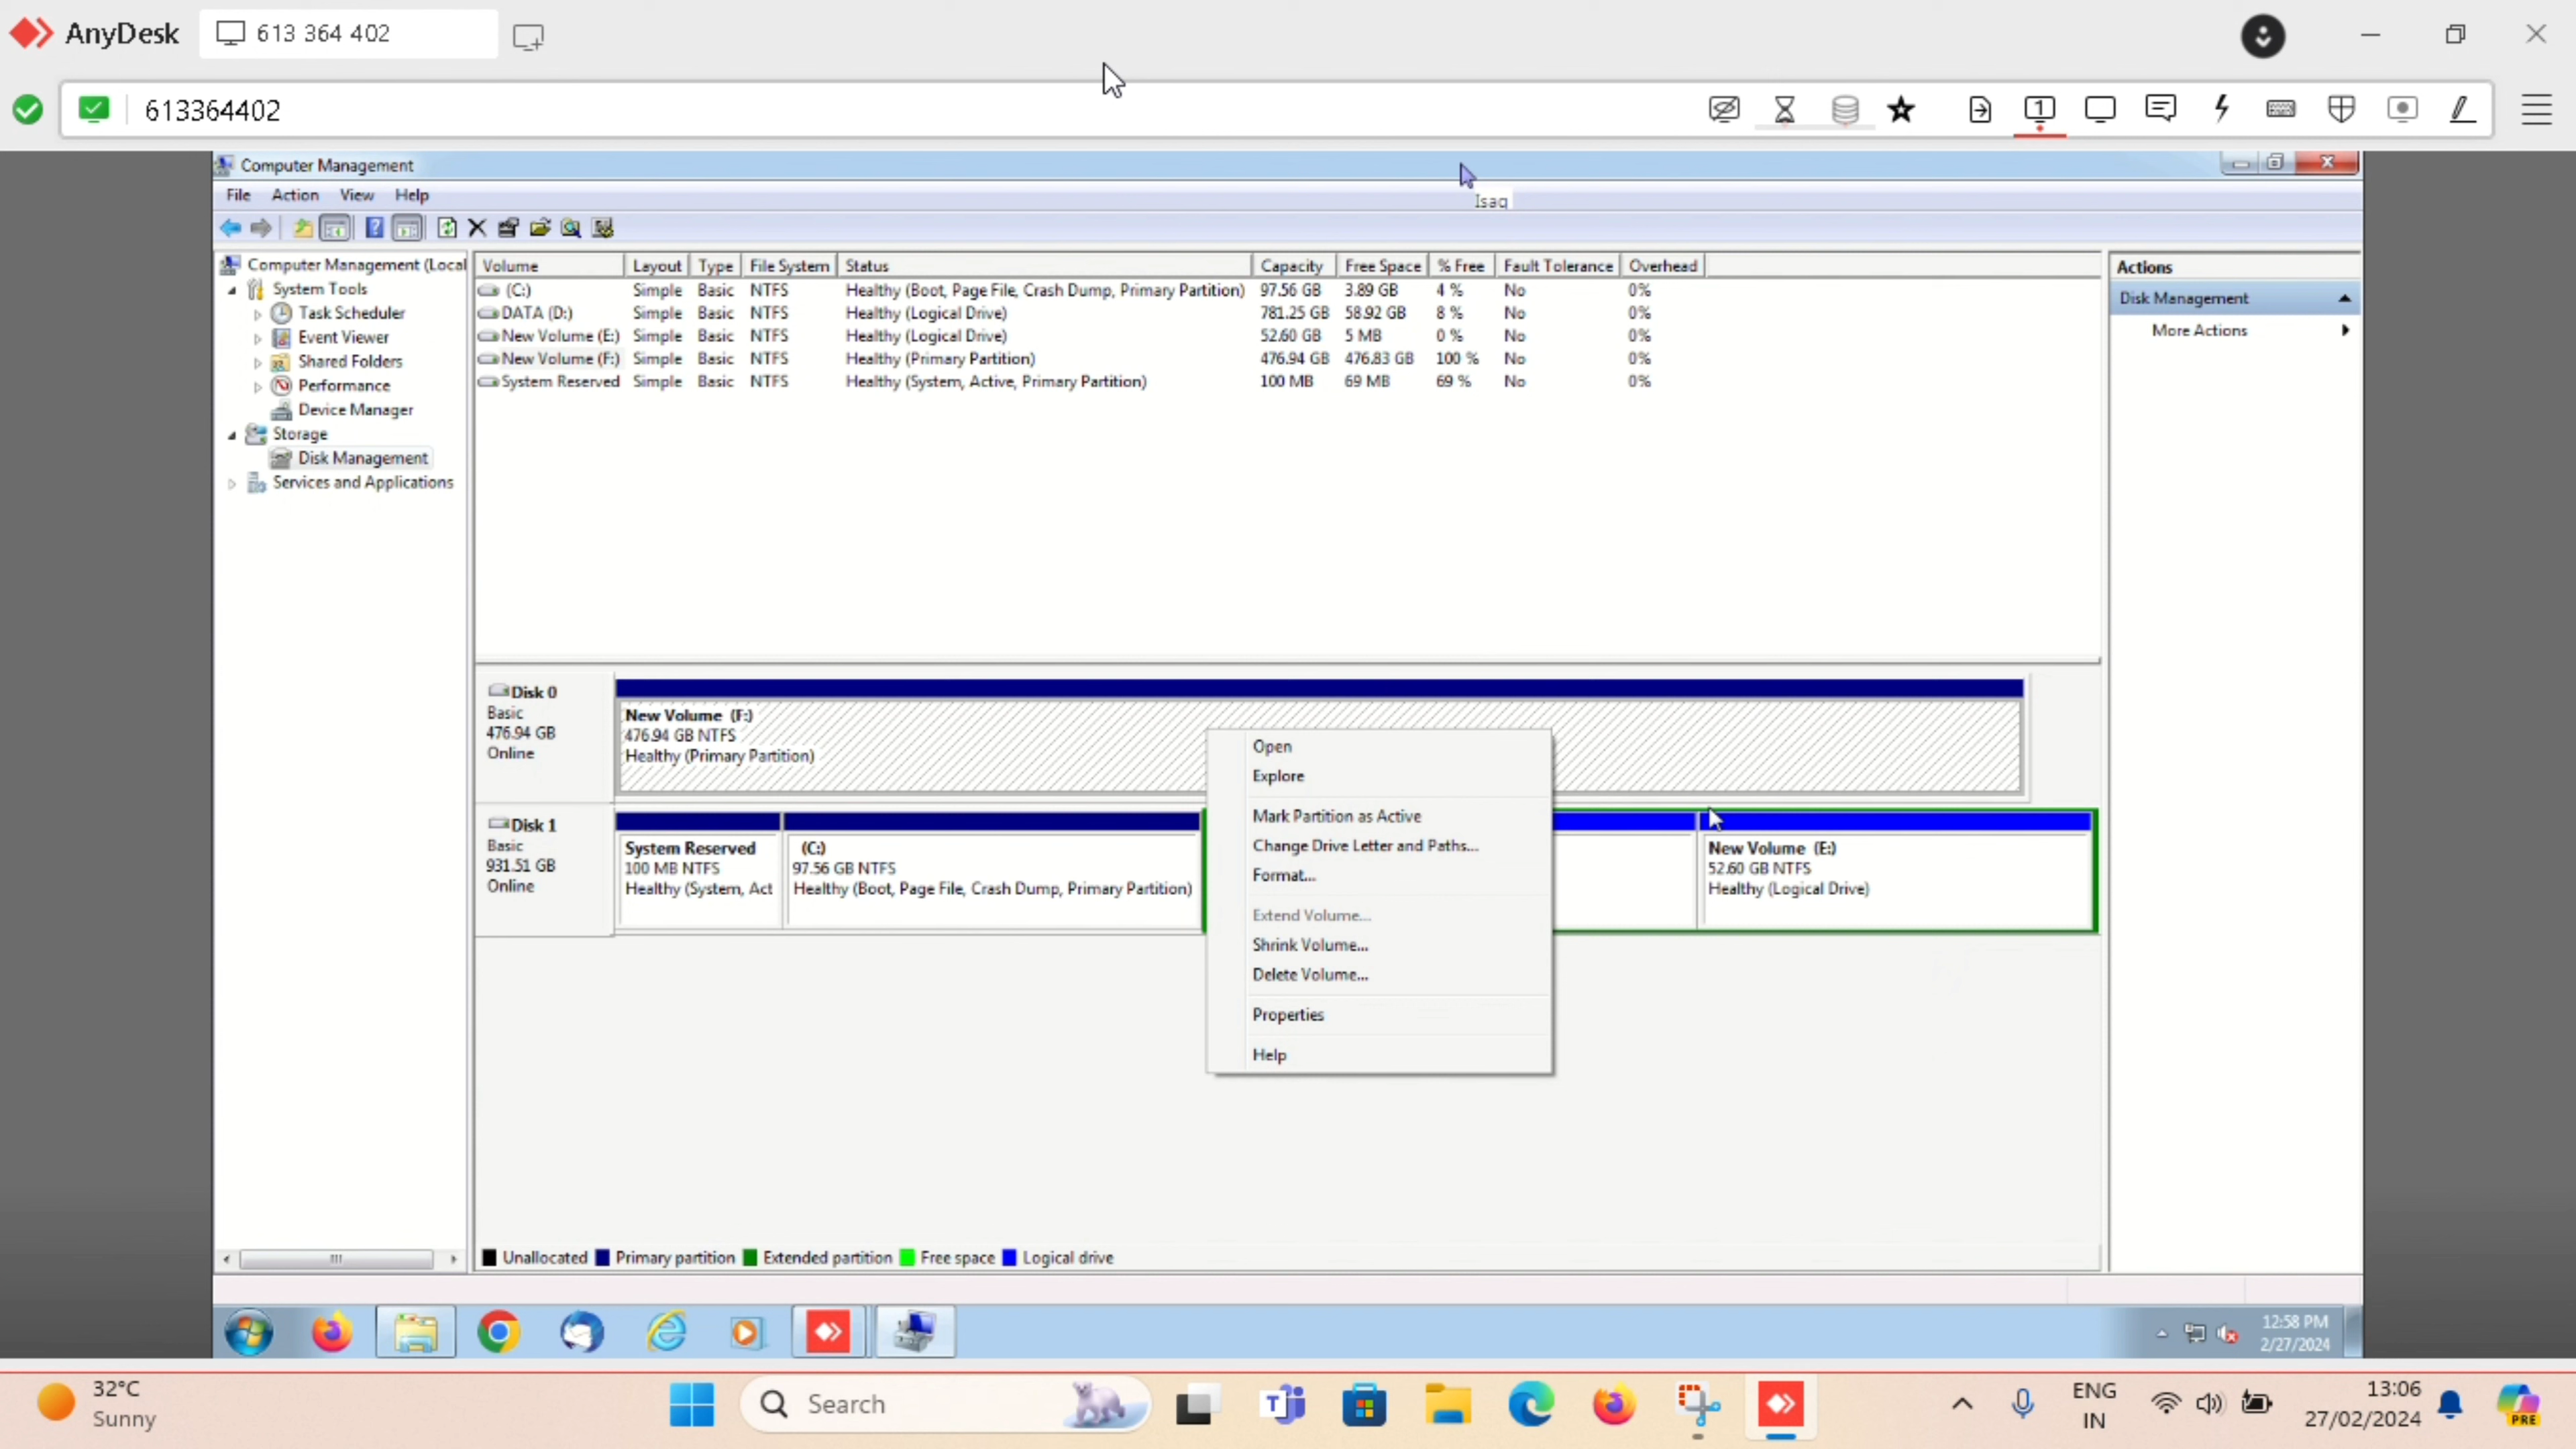 AnyDesk
613 364 402
613364402
Computer Management
Isaq
File Action View Help
Computer Management (Local
System Tools
Task Scheduler
Event Viewer
Shared Folders
Performance
Device Manager
Storage
Disk Management
Services and Applications
Volume Layout Type File System Status Capacity Free Space % Free Fault Tolerance Overhead
(C:) Simple Basic NTFS Healthy (Boot, Page File, Crash Dump, Primary Partition) 97.56 GB 3.89 GB 4 % No 0%
DATA (D:) Simple Basic NTFS Healthy (Logical Drive) 781.25 GB 58.92 GB 8 % No 0%
New Volume (E:) Simple Basic NTFS Healthy (Logical Drive) 52.60 GB 5 MB 0 % No 0%
New Volume (F:) Simple Basic NTFS Healthy (Primary Partition) 476.94 GB 476.83 GB 100 % No 0%
System Reserved Simple Basic NTFS Healthy (System, Active, Primary Partition) 100 MB 69 MB 69 % No 0%
Actions
Disk Management
More Actions
Disk 0
Basic
476.94 GB
Online
New Volume (F:)
476.94 GB NTFS
Healthy (Primary Partition)
Disk 1
Basic
931.51 GB
Online
System Reserved
100 MB NTFS
Healthy (System, Act
(C:)
97.56 GB NTFS
Healthy (Boot, Page File, Crash Dump, Primary Partition)
New Volume (E:)
52.60 GB NTFS
Healthy (Logical Drive)
Open
Explore
Mark Partition as Active
Change Drive Letter and Paths...
Format...
Extend Volume...
Shrink Volume...
Delete Volume...
Properties
Help
Unallocated Primary partition Extended partition Free space Logical drive
12:58 PM
2/27/2024
32°C
Sunny
Search
ENG
IN
13:06
27/02/2024
PRE